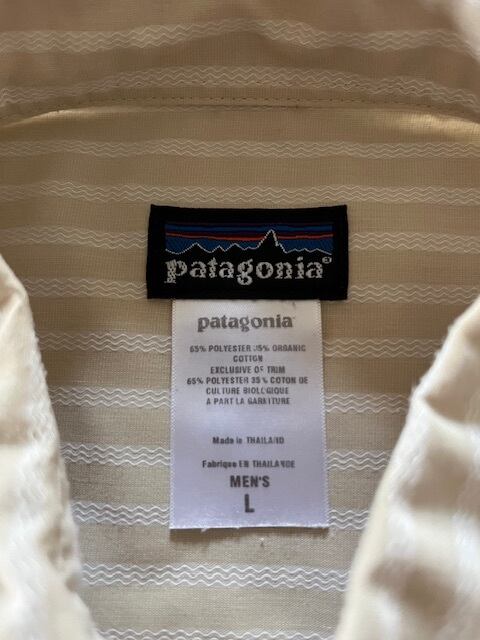 patagonia®
patagonia®
65% POLYESTER 35% ORGANIC
COTTON
EXCLUSIVE OF TRIM
65% POLYESTER 35% COTON DE
CULTURE BIOLOGIQUE
A PART LA GARNITURE
Made in THAILAND
Fabriqué EN THAILANDE
MEN'S
L